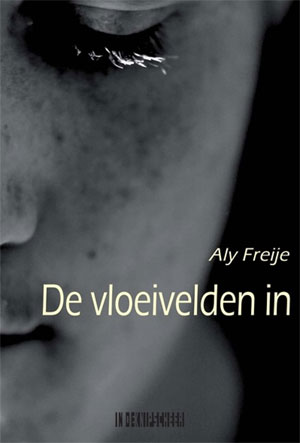 Aly Freije
De vloeivelden in
IN DE KNIPSCHEER